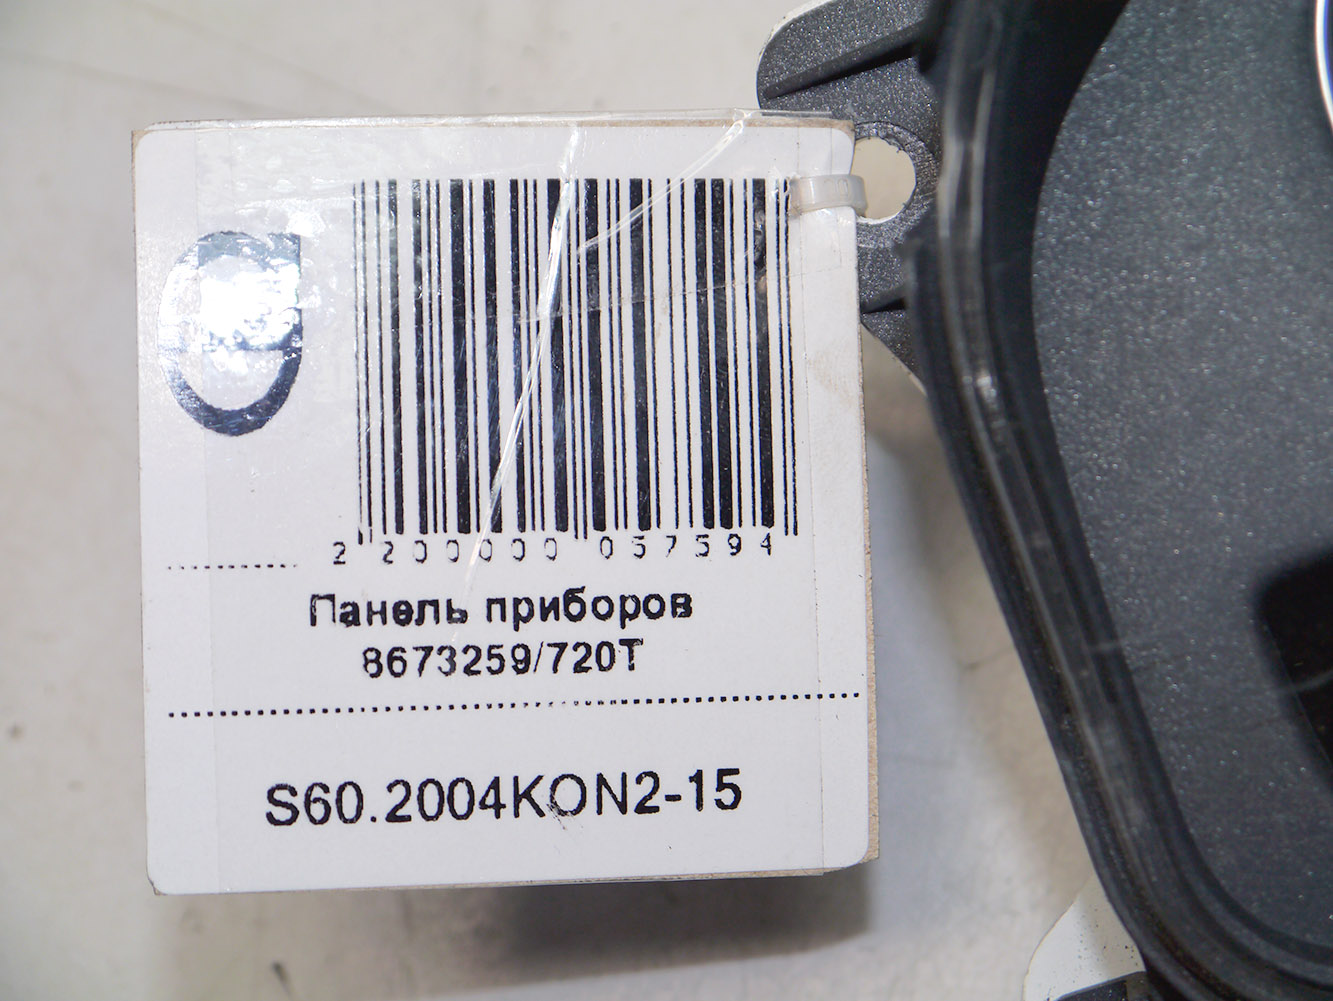 2 200000 057594
Панель приборов
8673259/720T
S60.2004KON2-15